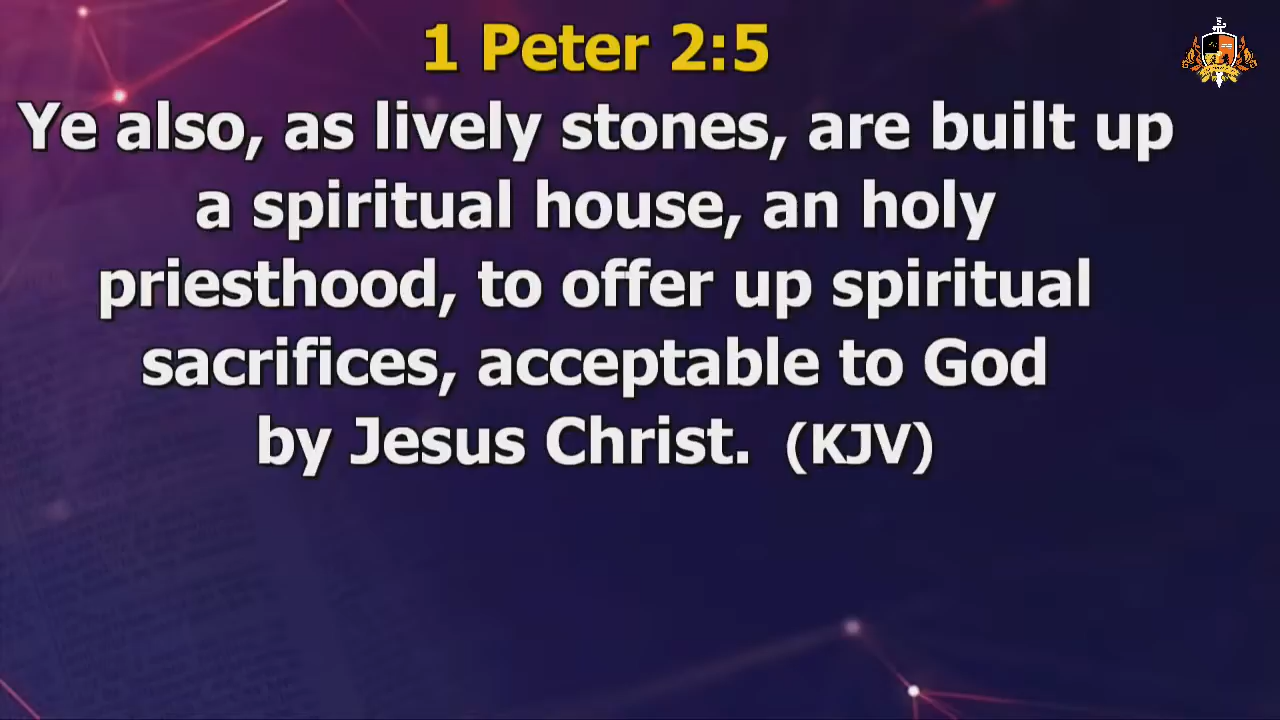 1 Peter 2:5
Ye also, as lively stones, are built up
a spiritual house, an holy
priesthood, to offer up spiritual
sacrifices, acceptable to God
by Jesus Christ. (KJV)